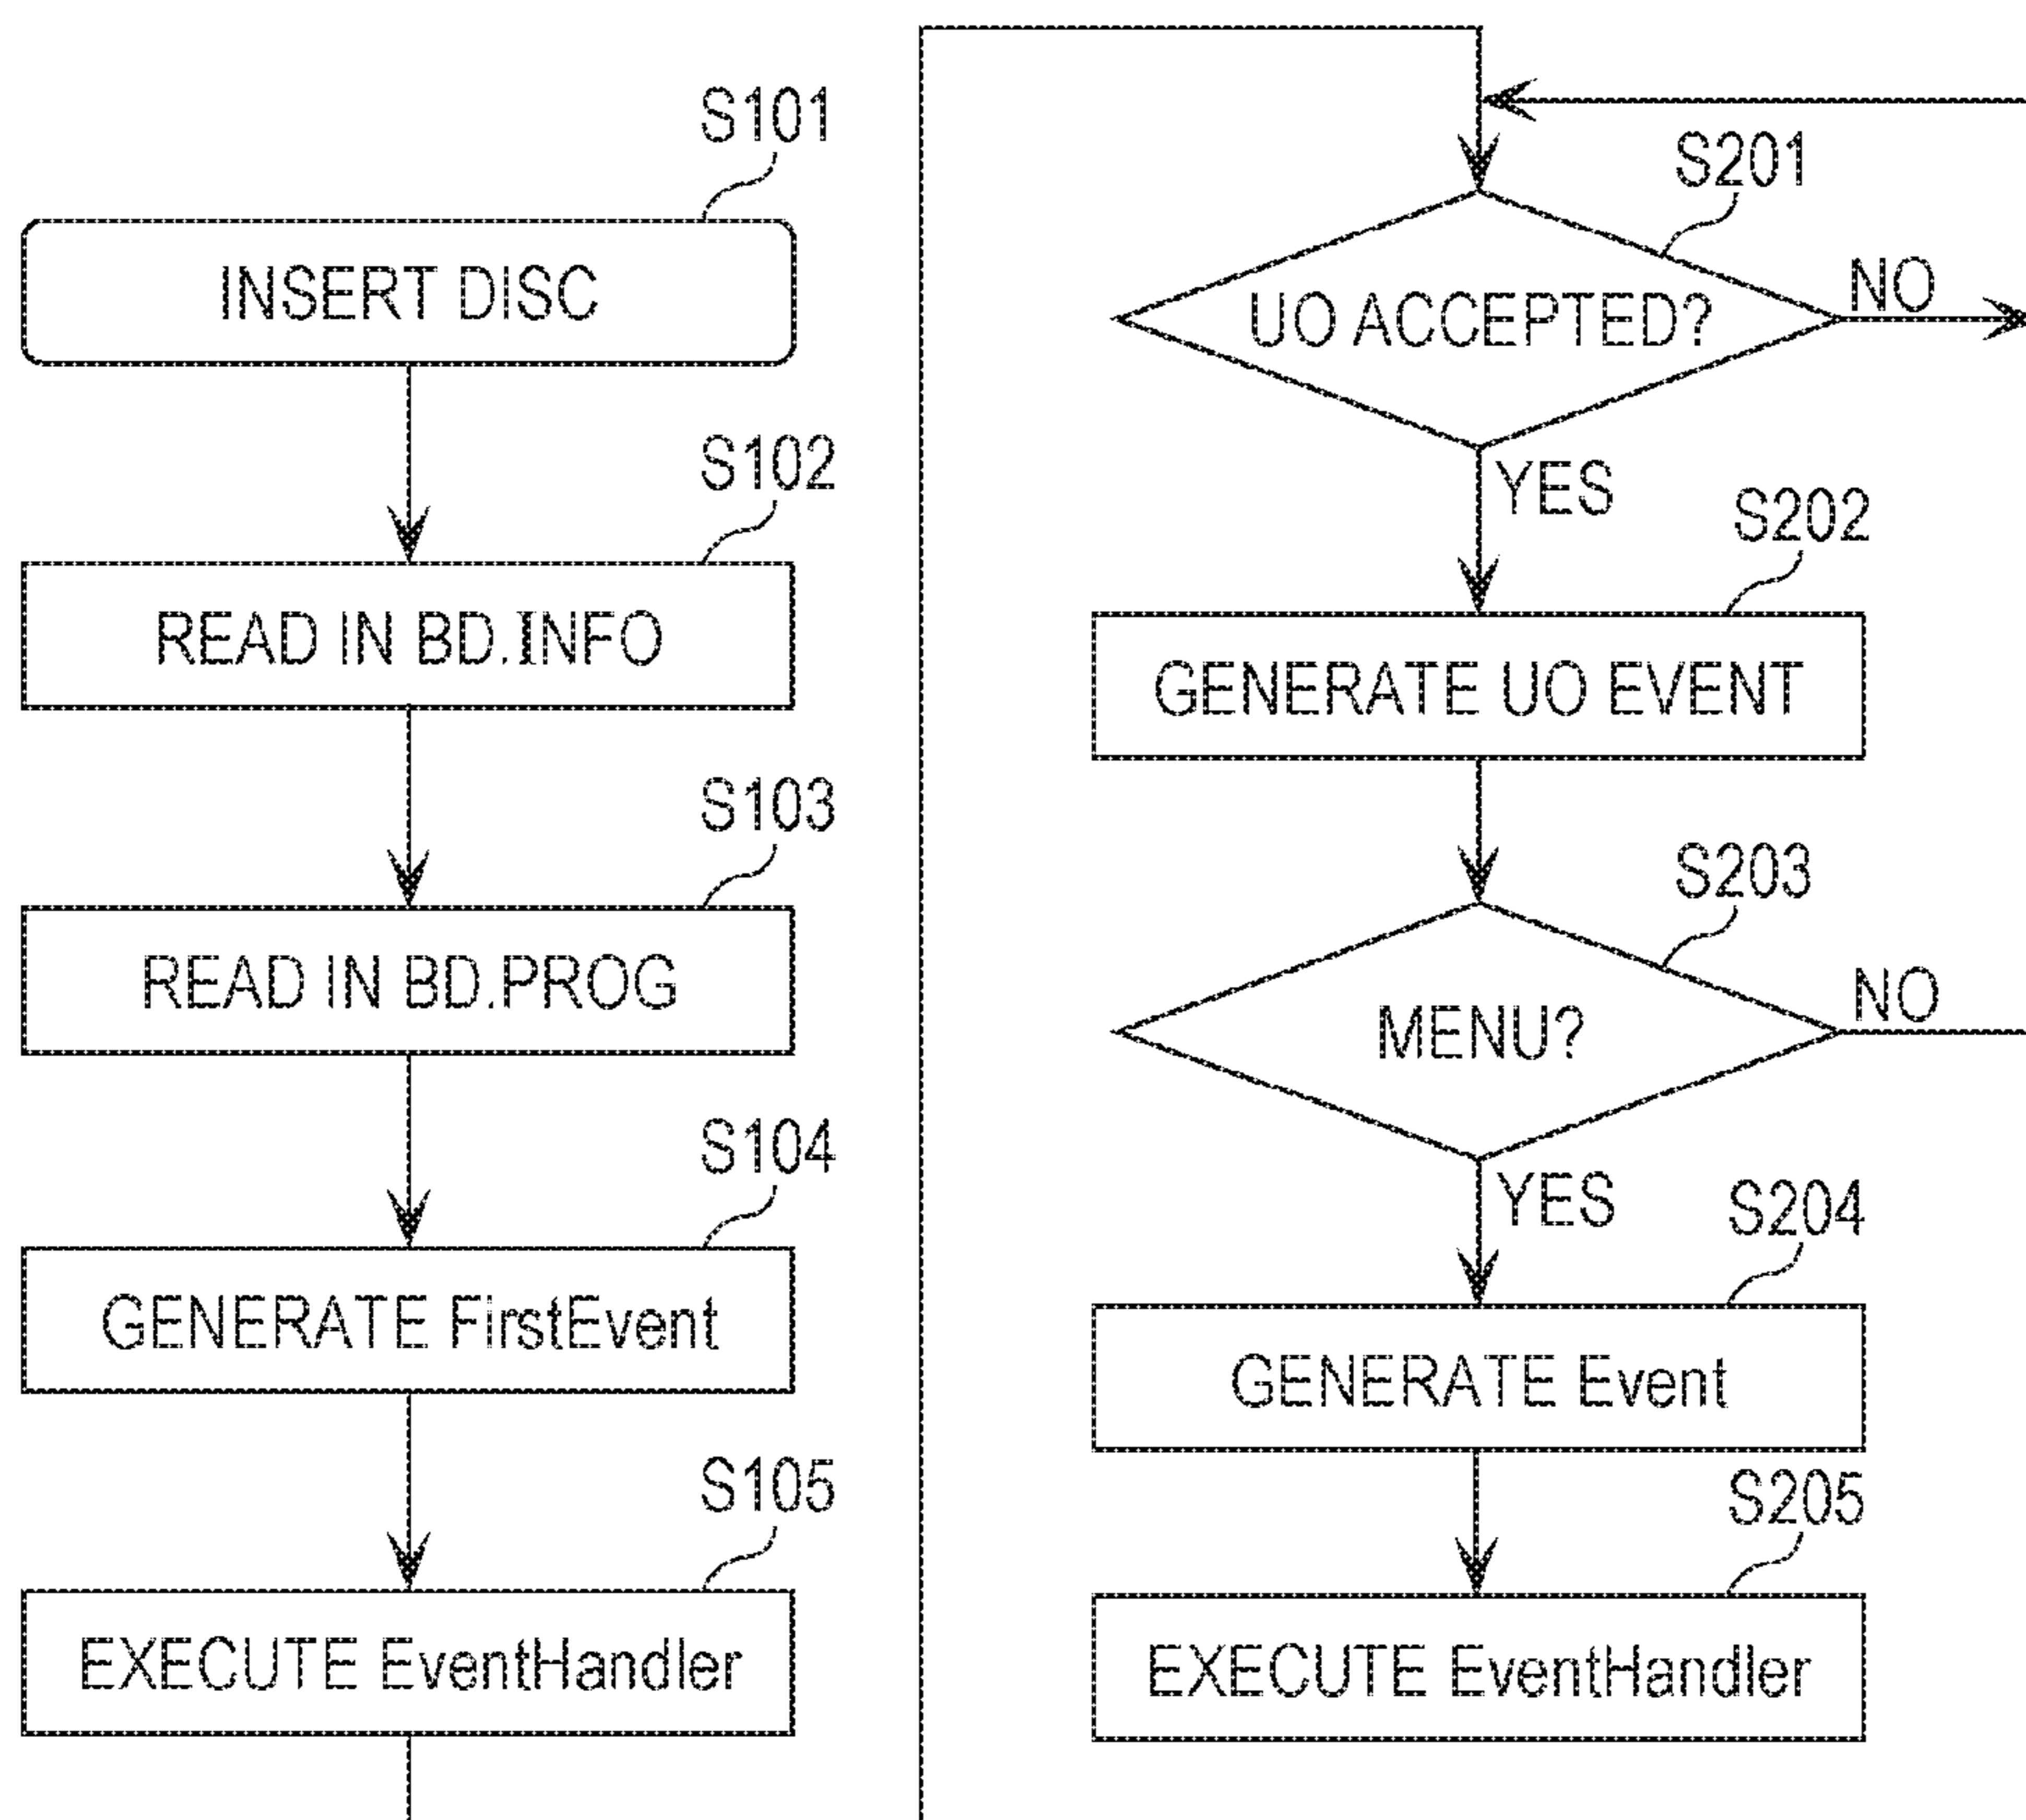 S101
INSERT DISC
S102
READ IN BD.INFO
S103
READ IN BD.PROG
S104
GENERATE FirstEvent
S105
EXECUTE EventHandler
S201
UO ACCEPTED?
NO
YES
S202
GENERATE UO EVENT
S203
MENU?
NO
YES
S204
GENERATE Event
S205
EXECUTE EventHandler